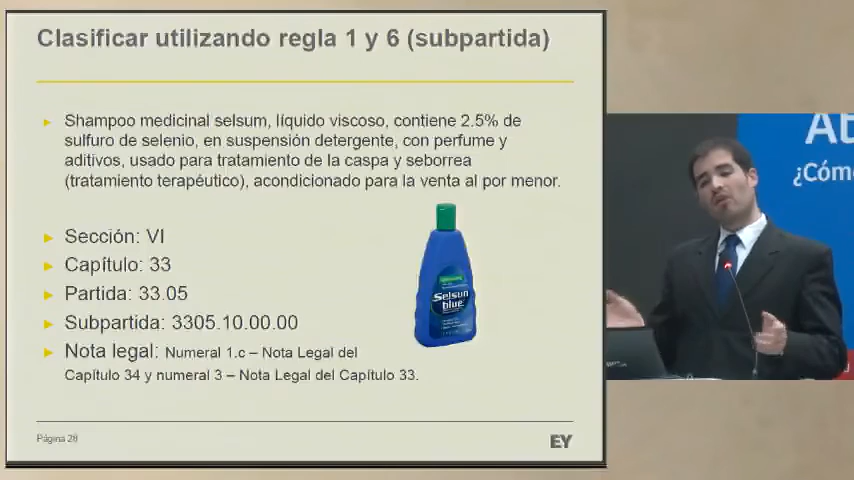 Clasificar utilizando regla 1 y 6 (subpartida)
Shampoo medicinal selsum, líquido viscoso, contiene 2.5% de
sulfuro de selenio, en suspensión detergente, con perfume y
aditivos, usado para tratamiento de la caspa y seborrea
(tratamiento terapéutico), acondicionado para la venta al por menor.
Sección: VI
Capítulo: 33
Partida: 33.05
Subpartida: 3305.10.00.00
Nota legal: Numeral 1.c – Nota Legal del
Capítulo 34 y numeral 3 – Nota Legal del Capítulo 33.
Selsun
blue
Página 28
EY
¿Cóm